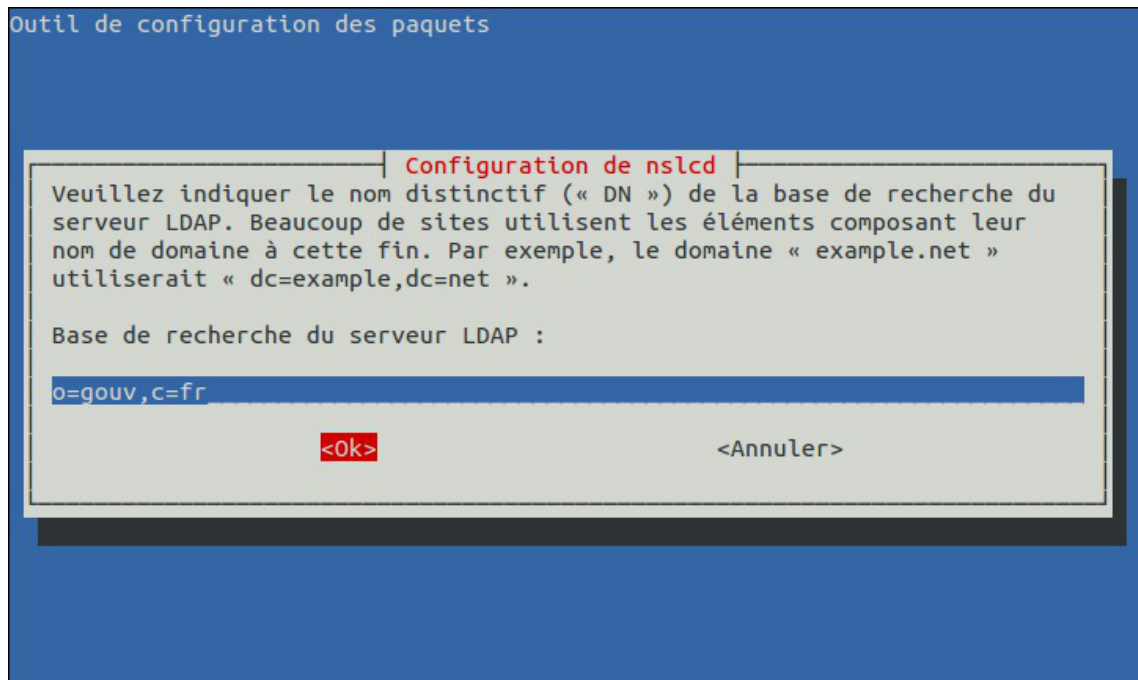 Outil de configuration des paquets
Configuration de nslcd
Veuillez indiquer le nom distinctif (« DN ») de la base de recherche du
serveur LDAP. Beaucoup de sites utilisent les éléments composant leur
nom de domaine à cette fin. Par exemple, le domaine « example.net »
utiliserait « dc=example,dc=net ».
Base de recherche du serveur LDAP :
o=gouv,c=fr
<Ok> <Annuler>